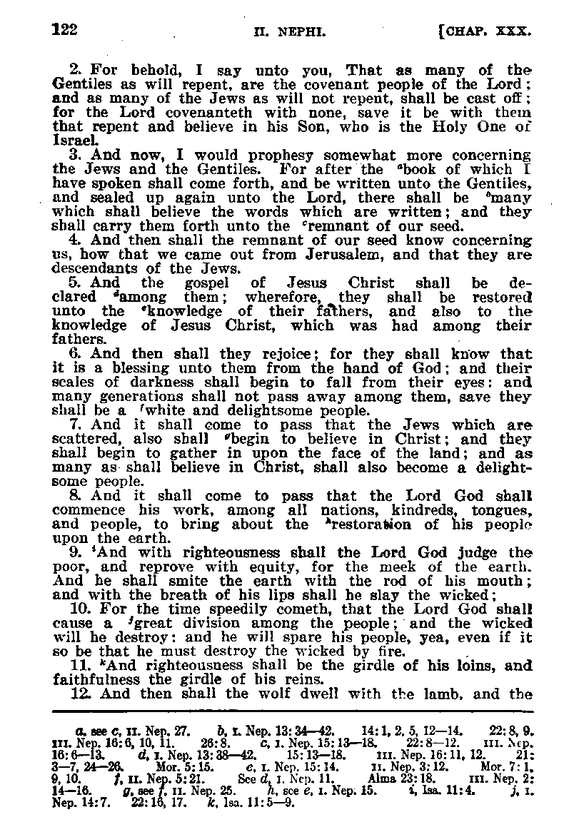 122 II. NEPHI. [CHAP. XXX.
2. For behold, I say unto you, That as many of the
Gentiles as will repent, are the covenant people of the Lord;
and as many of the Jews as will not repent, shall be cast off;
for the Lord covenanteth with none, save it be with them
that repent and believe in his Son, who is the Holy One of
Israel.
3. And now, I would prophesy somewhat more concerning
the Jews and the Gentiles. For after the ᵃbook of which I
have spoken shall come forth, and be written unto the Gentiles,
and sealed up again unto the Lord, there shall be ᵇmany
which shall believe the words which are written; and they
shall carry them forth unto the ᶜremnant of our seed.
4. And then shall the remnant of our seed know concerning
us, how that we came out from Jerusalem, and that they are
descendants of the Jews.
5. And the gospel of Jesus Christ shall be de-
clared ᵈamong them; wherefore, they shall be restored
unto the ᵉknowledge of their fathers, and also to the
knowledge of Jesus Christ, which was had among their
fathers.
6. And then shall they rejoice; for they shall know that
it is a blessing unto them from the hand of God; and their
scales of darkness shall begin to fall from their eyes: and
many generations shall not pass away among them, save they
shall be a ᶠwhite and delightsome people.
7. And it shall come to pass that the Jews which are
scattered, also shall ᵍbegin to believe in Christ; and they
shall begin to gather in upon the face of the land; and as
many as shall believe in Christ, shall also become a delight-
some people.
8. And it shall come to pass that the Lord God shall
commence his work, among all nations, kindreds, tongues,
and people, to bring about the ʰrestoration of his people
upon the earth.
9. ⁱAnd with righteousness shall the Lord God judge the
poor, and reprove with equity, for the meek of the earth.
And he shall smite the earth with the rod of his mouth;
and with the breath of his lips shall he slay the wicked;
10. For the time speedily cometh, that the Lord God shall
cause a ʲgreat division among the people; and the wicked
will he destroy: and he will spare his people, yea, even if it
so be that he must destroy the wicked by fire.
11. ᵏAnd righteousness shall be the girdle of his loins, and
faithfulness the girdle of his reins.
12. And then shall the wolf dwell with the lamb, and the
a, see c, II. Nep. 27. b, I. Nep. 13:34—42. 14:1, 2, 5, 12—14. 22:8, 9.
III. Nep. 16:6, 10, 11. 26:8. c, I. Nep. 15:13—18. 22:8—12. III. Nep.
16:6—13. d, I. Nep. 13:38—42. 15:13—18. III. Nep. 16:11, 12. 21:
3—7, 24—26. Mor. 5:15. e, I. Nep. 15:14. II. Nep. 3:12. Mor. 7:1,
9, 10. f, II. Nep. 5:21. See d, I. Nep. 11. Alma 23:18. III. Nep. 2:
14—16. g, see f, II. Nep. 25. h, see e, I. Nep. 15. i, Isa. 11:4. j, I.
Nep. 14:7. 22:16, 17. k, Isa. 11:5—9.